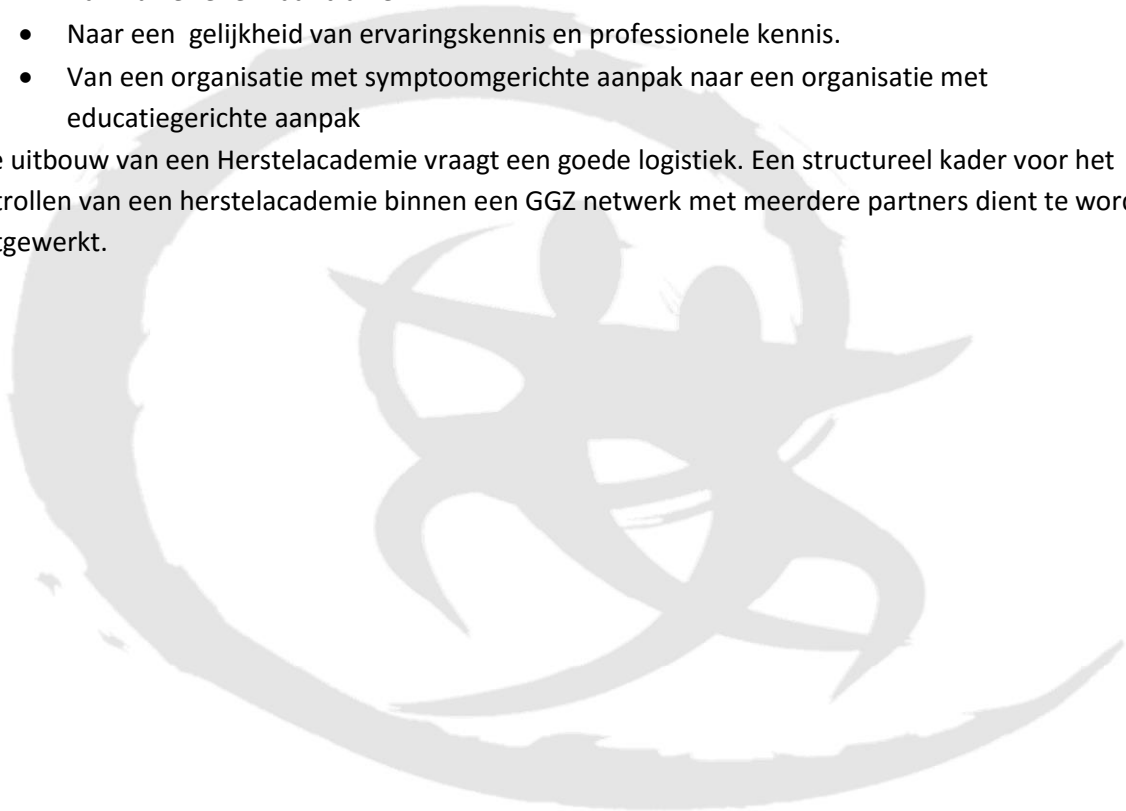 • Naar een  gelijkheid van ervaringskennis en professionele kennis.
• Van een organisatie met symptoomgerichte aanpak naar een organisatie met
educatiegerichte aanpak
e uitbouw van een Herstelacademie vraagt een goede logistiek. Een structureel kader voor het
trollen van een herstelacademie binnen een GGZ netwerk met meerdere partners dient te word
tgewerkt.